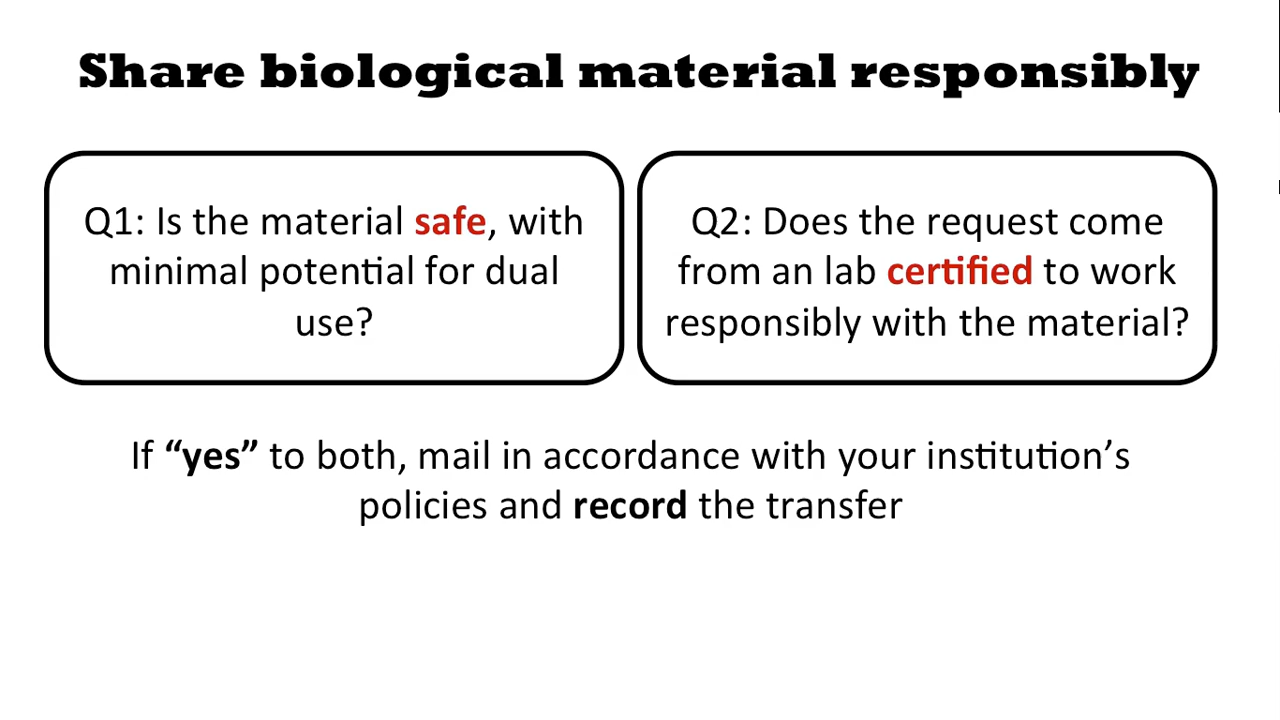 Share biological material responsibly
Q1: Is the material safe, with
minimal potential for dual
use?
Q2: Does the request come
from an lab certified to work
responsibly with the material?
If “yes” to both, mail in accordance with your institution’s
policies and record the transfer